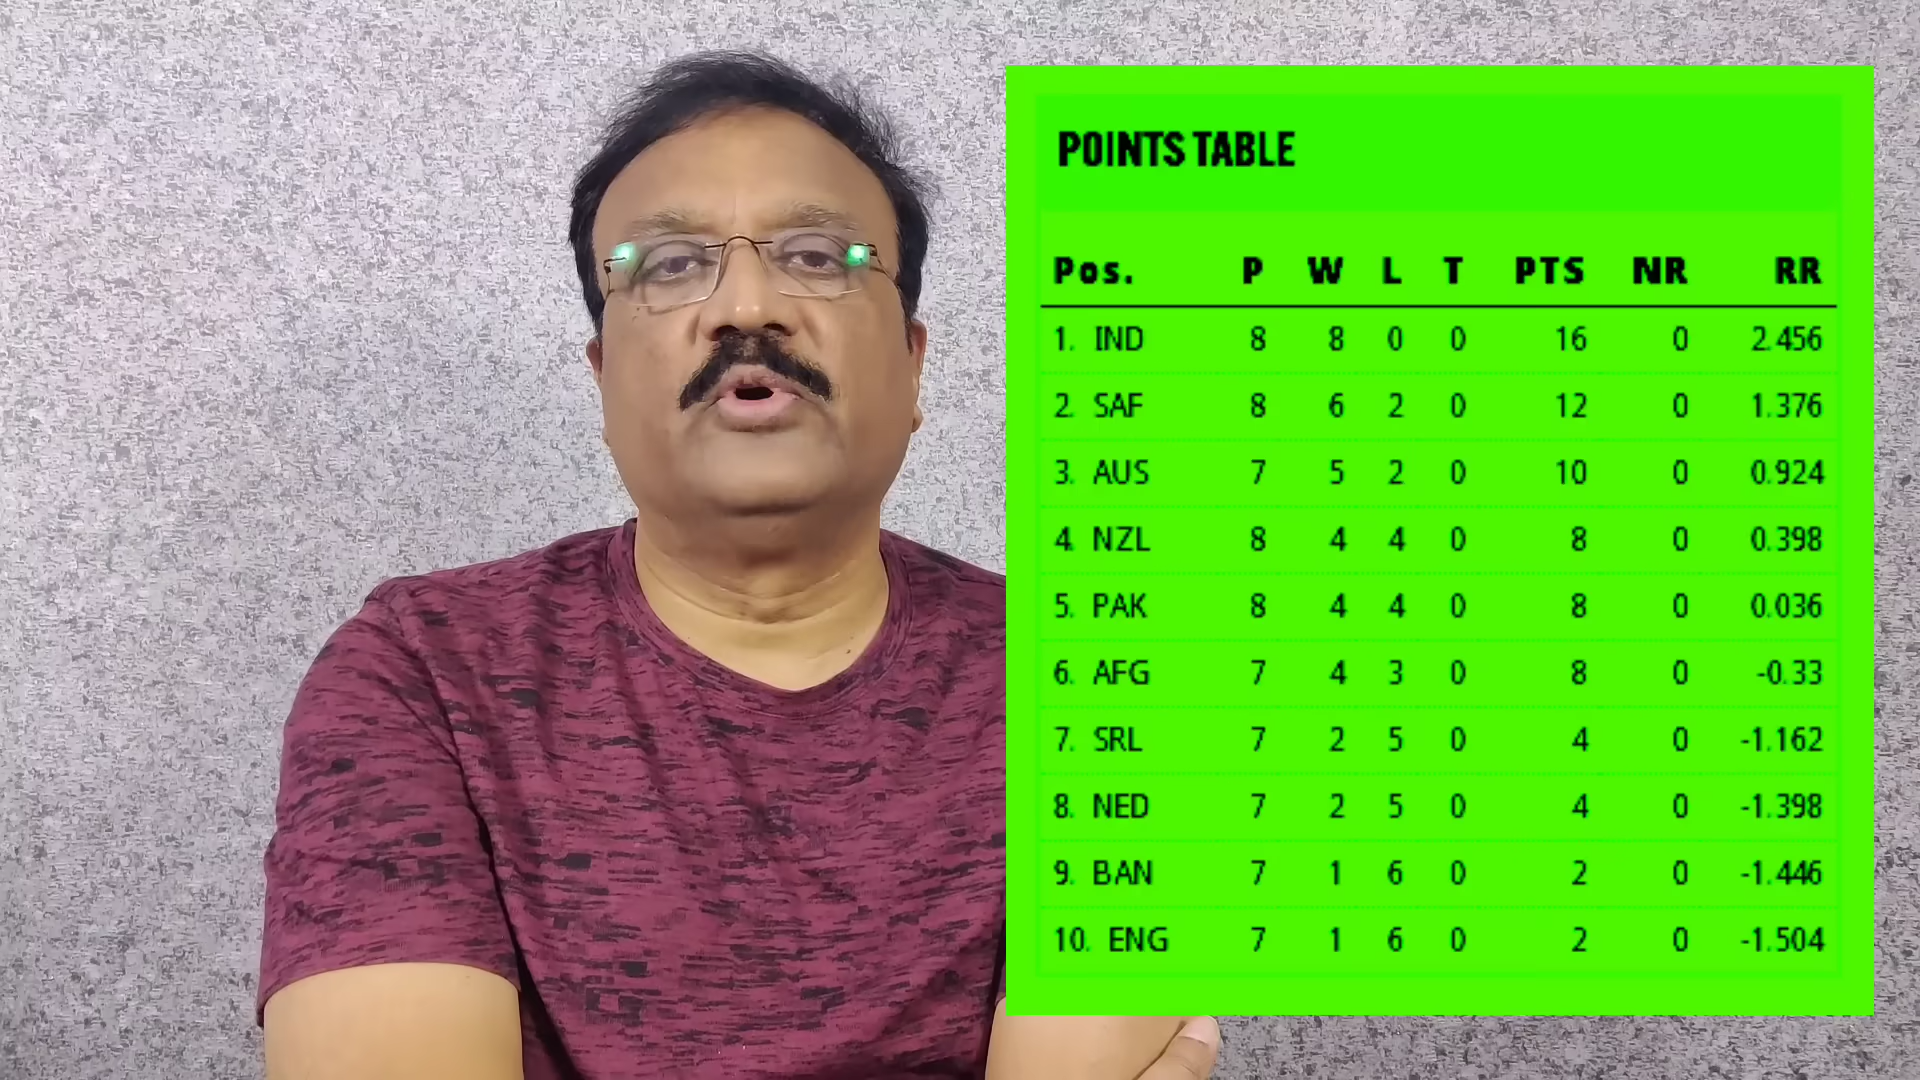 POINTS TABLE
Pos. P W L T PTS NR RR
1. IND 8 8 0 0 16 0 2.456
2. SAF 8 6 2 0 12 0 1.376
3. AUS 7 5 2 0 10 0 0.924
4. NZL 8 4 4 0 8 0 0.398
5. PAK 8 4 4 0 8 0 0.036
6. AFG 7 4 3 0 8 0 -0.33
7. SRL 7 2 5 0 4 0 -1.162
8. NED 7 2 5 0 4 0 -1.398
9. BAN 7 1 6 0 2 0 -1.446
10. ENG 7 1 6 0 2 0 -1.504